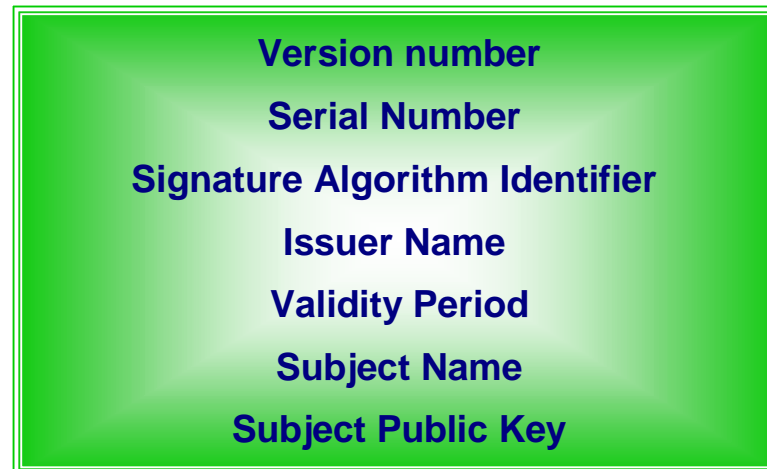 Version number
Serial Number
Signature Algorithm Identifier
Issuer Name
Validity Period
Subject Name
Subject Public Key